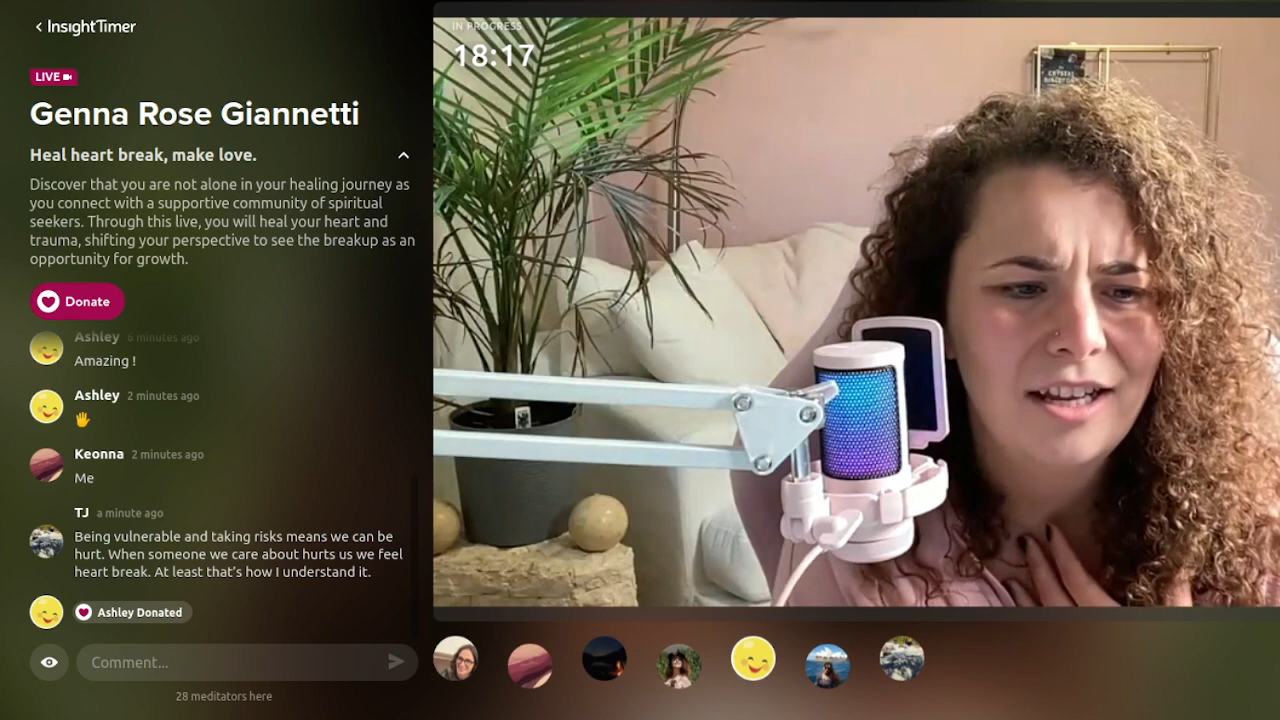 InsightTimer
LIVE
Genna Rose Giannetti
Heal heart break, make love.
Discover that you are not alone in your healing journey as
you connect with a supportive community of spiritual
seekers. Through this live, you will heal your heart and
trauma, shifting your perspective to see the breakup as an
opportunity for growth.
Donate
Ashley 6 minutes ago
Amazing !
Ashley 2 minutes ago
🖐
Keonna 2 minutes ago
Me
TJ a minute ago
Being vulnerable and taking risks means we can be
hurt. When someone we care about hurts us we feel
heart break. At least that's how I understand it.
Ashley Donated
Comment...
28 meditators here
IN PROGRESS
18:17
CRYSTAL